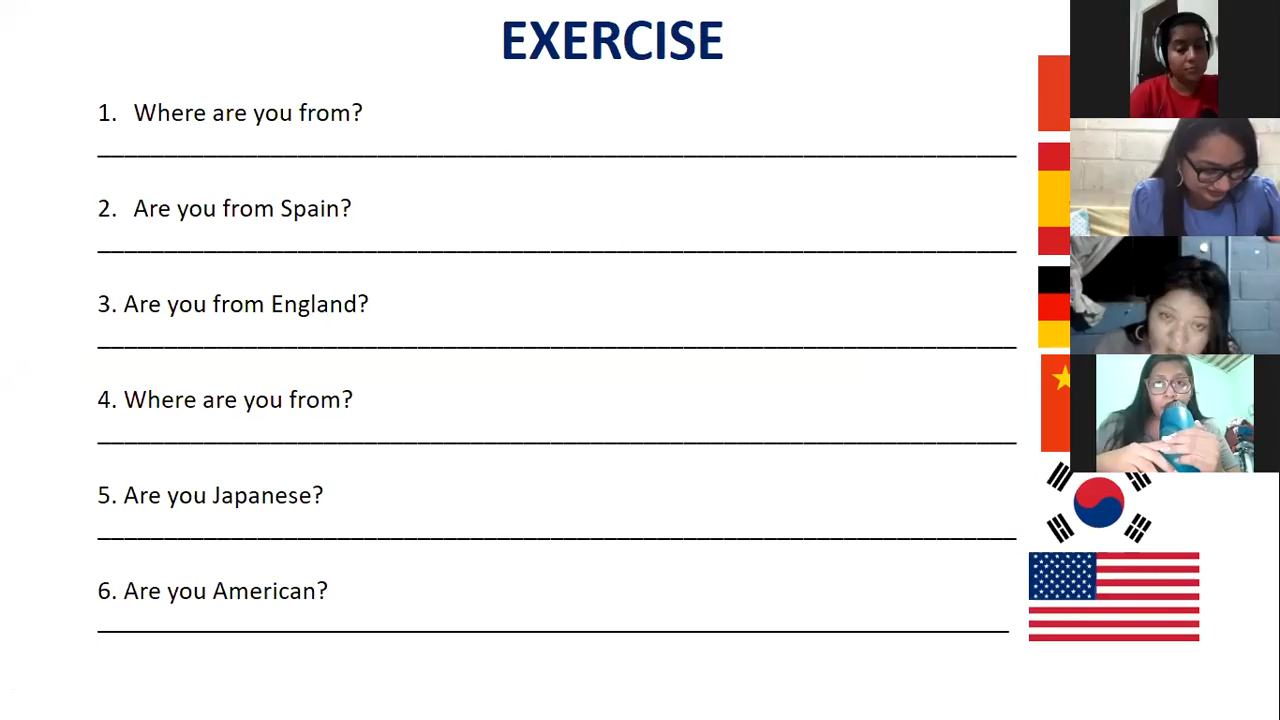 EXERCISE
1. Where are you from?
2. Are you from Spain?
3. Are you from England?
4. Where are you from?
5. Are you Japanese?
6. Are you American?